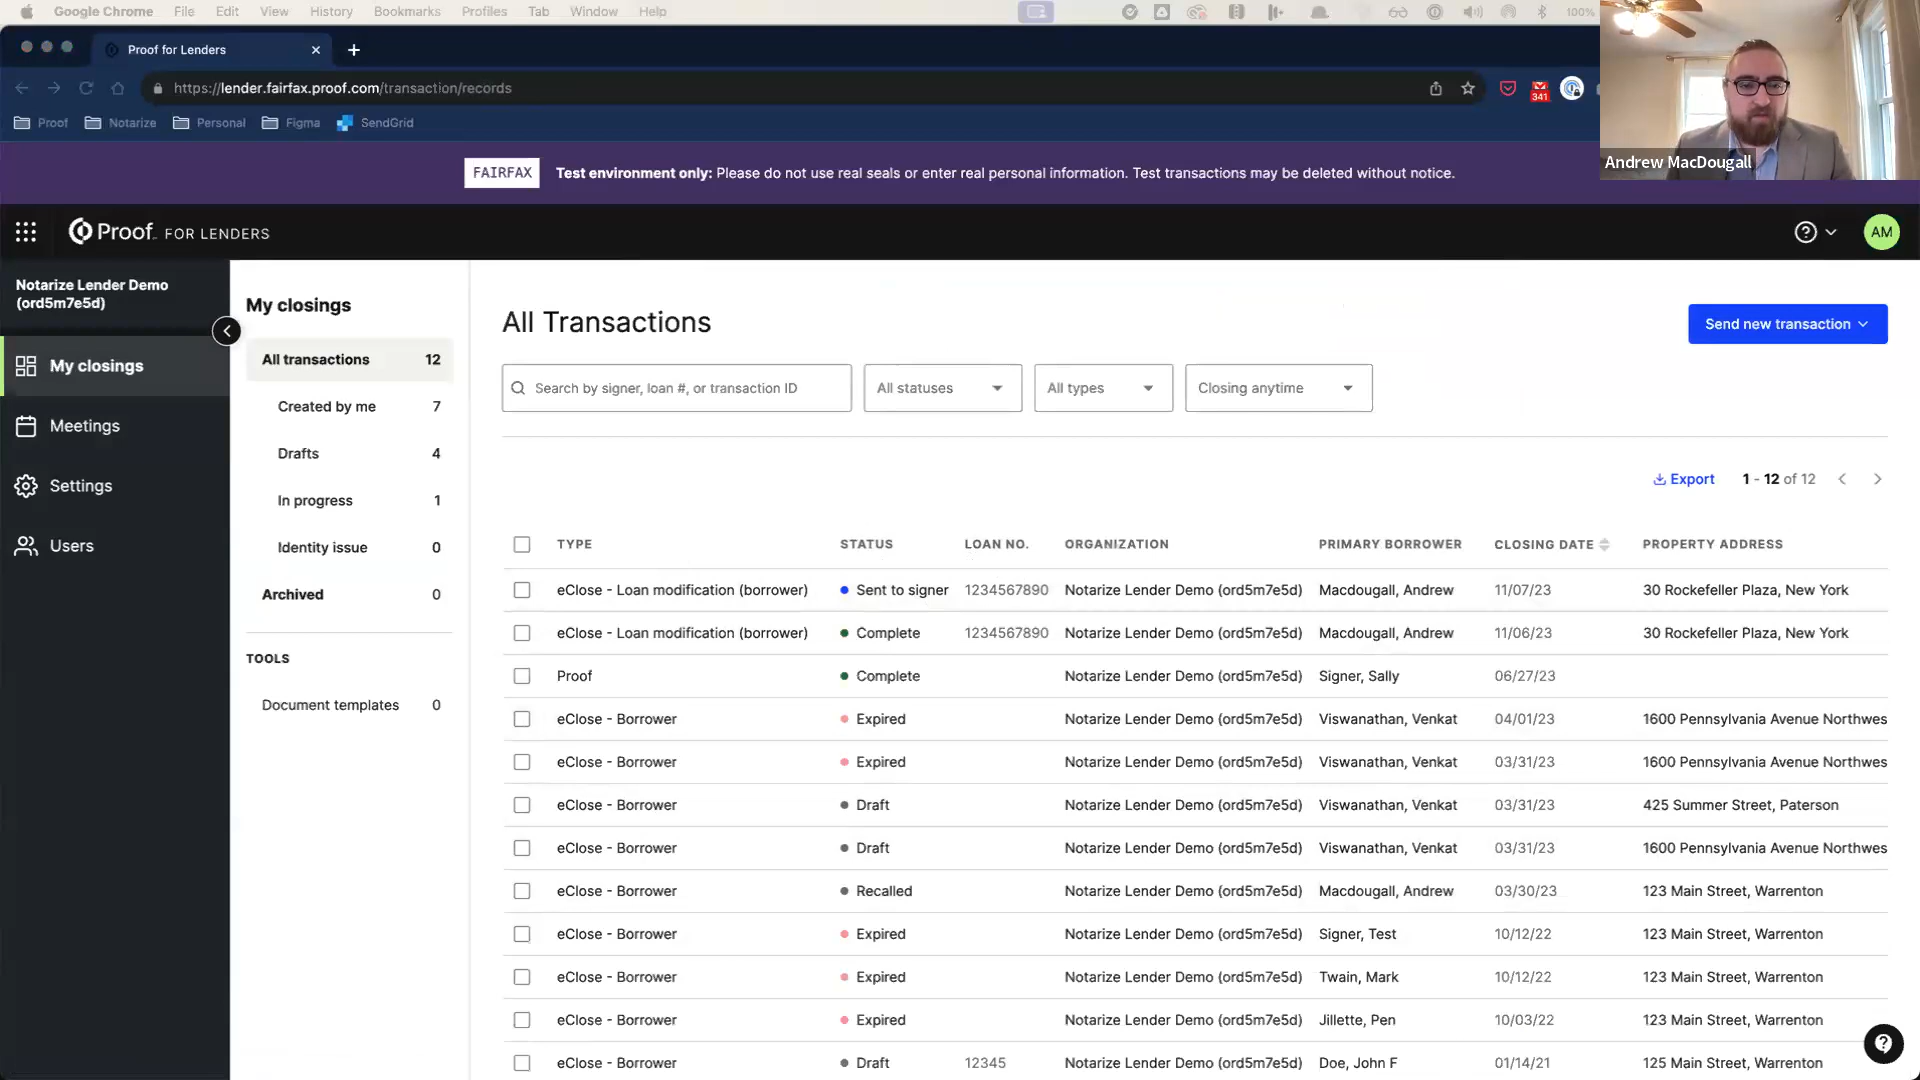 Google Chrome File Edit View History Bookmarks Profiles Tab Window Help 100%
Proof for Lenders
https://lender.fairfax.proof.com/transaction/records
341
Proof Notarize Personal Figma SendGrid
Andrew MacDougall
FAIRFAX Test environment only: Please do not use real seals or enter real personal information. Test transactions may be deleted without notice.
Proof FOR LENDERS
AM
Notarize Lender Demo
(ord5m7e5d)
My closings
Meetings
Settings
Users
My closings
All transactions 12
Created by me 7
Drafts 4
In progress 1
Identity issue 0
Archived 0
TOOLS
Document templates 0
All Transactions
Send new transaction
Search by signer, loan #, or transaction ID
All statuses
All types
Closing anytime
Export 1 - 12 of 12
TYPE STATUS LOAN NO. ORGANIZATION PRIMARY BORROWER CLOSING DATE PROPERTY ADDRESS
eClose - Loan modification (borrower) Sent to signer 1234567890 Notarize Lender Demo (ord5m7e5d) Macdougall, Andrew 11/07/23 30 Rockefeller Plaza, New York
eClose - Loan modification (borrower) Complete 1234567890 Notarize Lender Demo (ord5m7e5d) Macdougall, Andrew 11/06/23 30 Rockefeller Plaza, New York
Proof Complete Notarize Lender Demo (ord5m7e5d) Signer, Sally 06/27/23
eClose - Borrower Expired Notarize Lender Demo (ord5m7e5d) Viswanathan, Venkat 04/01/23 1600 Pennsylvania Avenue Northwes
eClose - Borrower Expired Notarize Lender Demo (ord5m7e5d) Viswanathan, Venkat 03/31/23 1600 Pennsylvania Avenue Northwes
eClose - Borrower Draft Notarize Lender Demo (ord5m7e5d) Viswanathan, Venkat 03/31/23 425 Summer Street, Paterson
eClose - Borrower Draft Notarize Lender Demo (ord5m7e5d) Viswanathan, Venkat 03/31/23 1600 Pennsylvania Avenue Northwes
eClose - Borrower Recalled Notarize Lender Demo (ord5m7e5d) Macdougall, Andrew 03/30/23 123 Main Street, Warrenton
eClose - Borrower Expired Notarize Lender Demo (ord5m7e5d) Signer, Test 10/12/22 123 Main Street, Warrenton
eClose - Borrower Expired Notarize Lender Demo (ord5m7e5d) Twain, Mark 10/12/22 123 Main Street, Warrenton
eClose - Borrower Expired Notarize Lender Demo (ord5m7e5d) Jillette, Pen 10/03/22 123 Main Street, Warrenton
eClose - Borrower Draft 12345 Notarize Lender Demo (ord5m7e5d) Doe, John F 01/14/21 125 Main Street, Warrenton